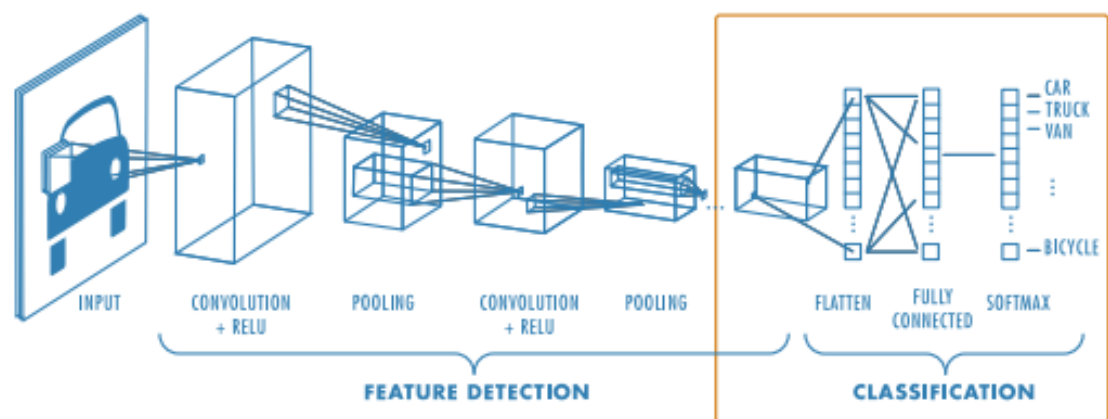 CAR
TRUCK
VAN
BICYCLE
INPUT
CONVOLUTION
+ RELU
POOLING
CONVOLUTION
+ RELU
POOLING
FLATTEN
FULLY
CONNECTED
SOFTMAX
FEATURE DETECTION
CLASSIFICATION